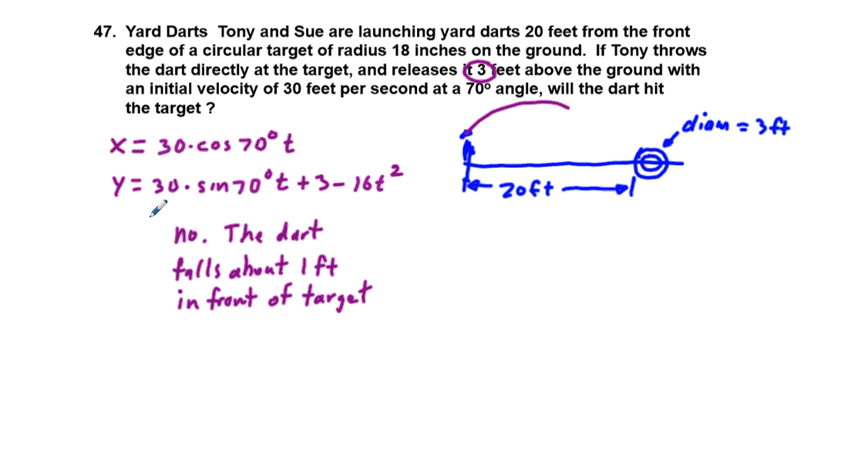 47. Yard Darts Tony and Sue are launching yard darts 20 feet from the front
edge of a circular target of radius 18 inches on the ground. If Tony throws
the dart directly at the target, and releases it 3 feet above the ground with
an initial velocity of 30 feet per second at a 70º angle, will the dart hit
the target ?
diam = 3ft
x = 30·cos 70° t
y = 30·sin 70° t + 3 - 16t²
20ft
no. The dart
falls about 1 ft
in front of target